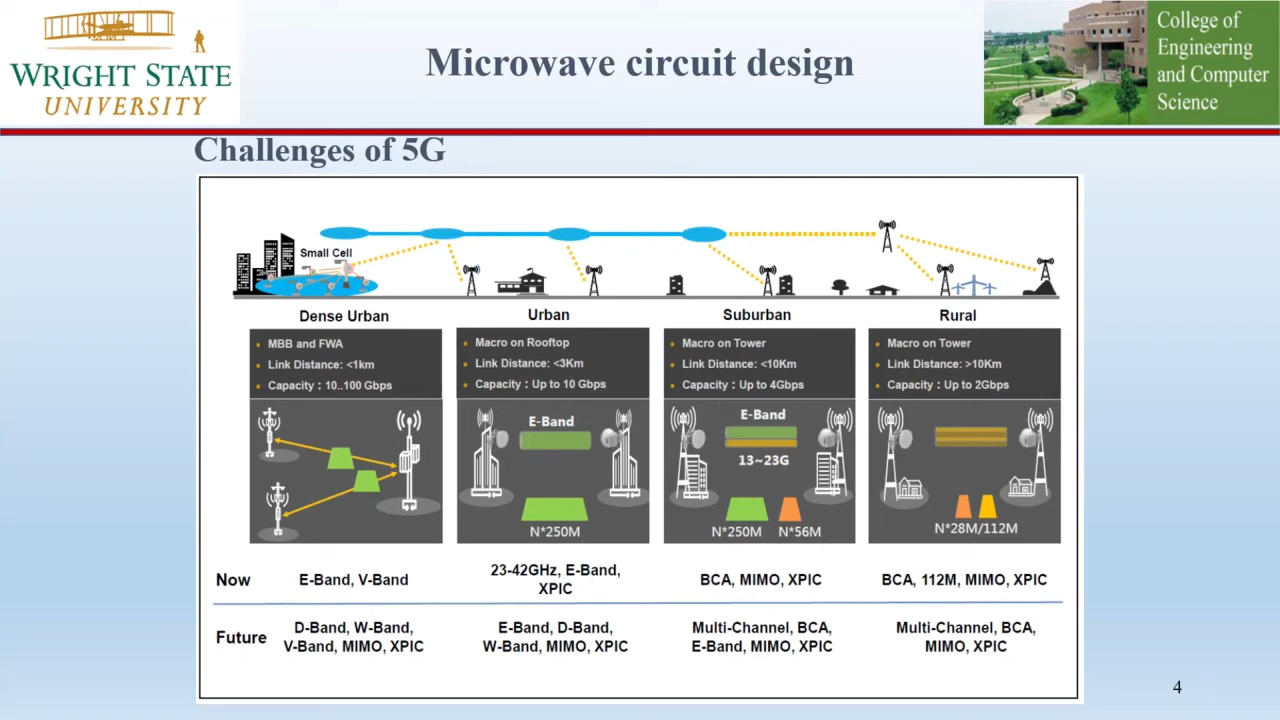 WRIGHT STATE
UNIVERSITY
Microwave circuit design
College of
Engineering
and Computer
Science
Challenges of 5G
Small Cell
Dense Urban
Urban
Suburban
Rural
• MBB and FWA
• Link Distance: <1km
• Capacity : 10..100 Gbps
• Macro on Rooftop
• Link Distance: <3Km
• Capacity : Up to 10 Gbps
• Macro on Tower
• Link Distance: <10Km
• Capacity : Up to 4Gbps
• Macro on Tower
• Link Distance: >10Km
• Capacity : Up to 2Gbps
E-Band
N*250M
E-Band
13~23G
N*250M N*56M
N*28M/112M
Now
E-Band, V-Band
23-42GHz, E-Band,
XPIC
BCA, MIMO, XPIC
BCA, 112M, MIMO, XPIC
Future
D-Band, W-Band,
V-Band, MIMO, XPIC
E-Band, D-Band,
W-Band, MIMO, XPIC
Multi-Channel, BCA,
E-Band, MIMO, XPIC
Multi-Channel, BCA,
MIMO, XPIC
4